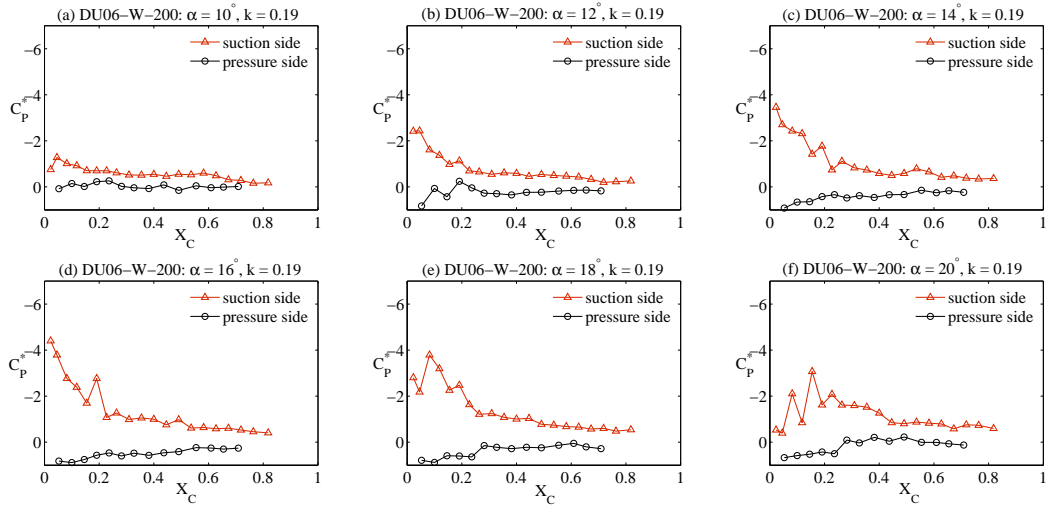 (a) DU06−W−200: α = 10°, k = 0.19
−6
−4
−2
0
C_P^*
0 0.2 0.4 0.6 0.8 1
X_C
suction side
pressure side
(b) DU06−W−200: α = 12°, k = 0.19
−6
−4
−2
0
C_P^*
0 0.2 0.4 0.6 0.8 1
X_C
suction side
pressure side
(c) DU06−W−200: α = 14°, k = 0.19
−6
−4
−2
0
C_P^*
0 0.2 0.4 0.6 0.8 1
X_C
suction side
pressure side
(d) DU06−W−200: α = 16°, k = 0.19
−6
−4
−2
0
C_P^*
0 0.2 0.4 0.6 0.8 1
X_C
suction side
pressure side
(e) DU06−W−200: α = 18°, k = 0.19
−6
−4
−2
0
C_P^*
0 0.2 0.4 0.6 0.8 1
X_C
suction side
pressure side
(f) DU06−W−200: α = 20°, k = 0.19
−6
−4
−2
0
C_P^*
0 0.2 0.4 0.6 0.8 1
X_C
suction side
pressure side